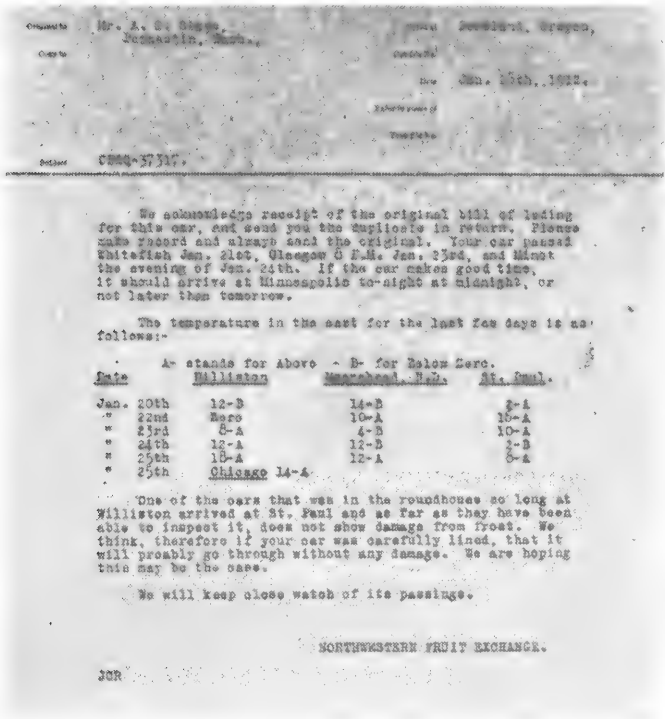 Mr. A.
Wash.,
Portland, Oregon,
Date Jan. 25th, 1912.
Subject
We acknowledge receipt of the original bill of lading
for this car, and send you the duplicate in return. Please
make record and always send the original. Your car passed
Whitefish Jan. 21st, Glasgow 8 P.M. Jan. 23rd, and Minot
the evening of Jan. 24th. If the car makes good time,
it should arrive at Minneapolis to-night at midnight, or
not later than tomorrow.
The temperature in the east for the last few days is as
follows:-
A- stands for Above - B- for Below Zero.
Date Williston St. Paul.
Jan. 20th 12-B 14-B 2-A
" 22nd Zero 10-A
" 23rd 8-A 4-B 10-A
" 24th 12-A 12-B 2-B
" 25th 18-A 12-A
" 25th Chicago 14-A
One of the cars that was in the roundhouse so long at
Williston arrived at St. Paul and as far as they have been
able to inspect it, does not show damage from frost. We
think, therefore if your car was carefully lined, that it
will probably go through without any damage. We are hoping
this may be the case.
We will keep close watch of its passings.
NORTHWESTERN FRUIT EXCHANGE.
JCR